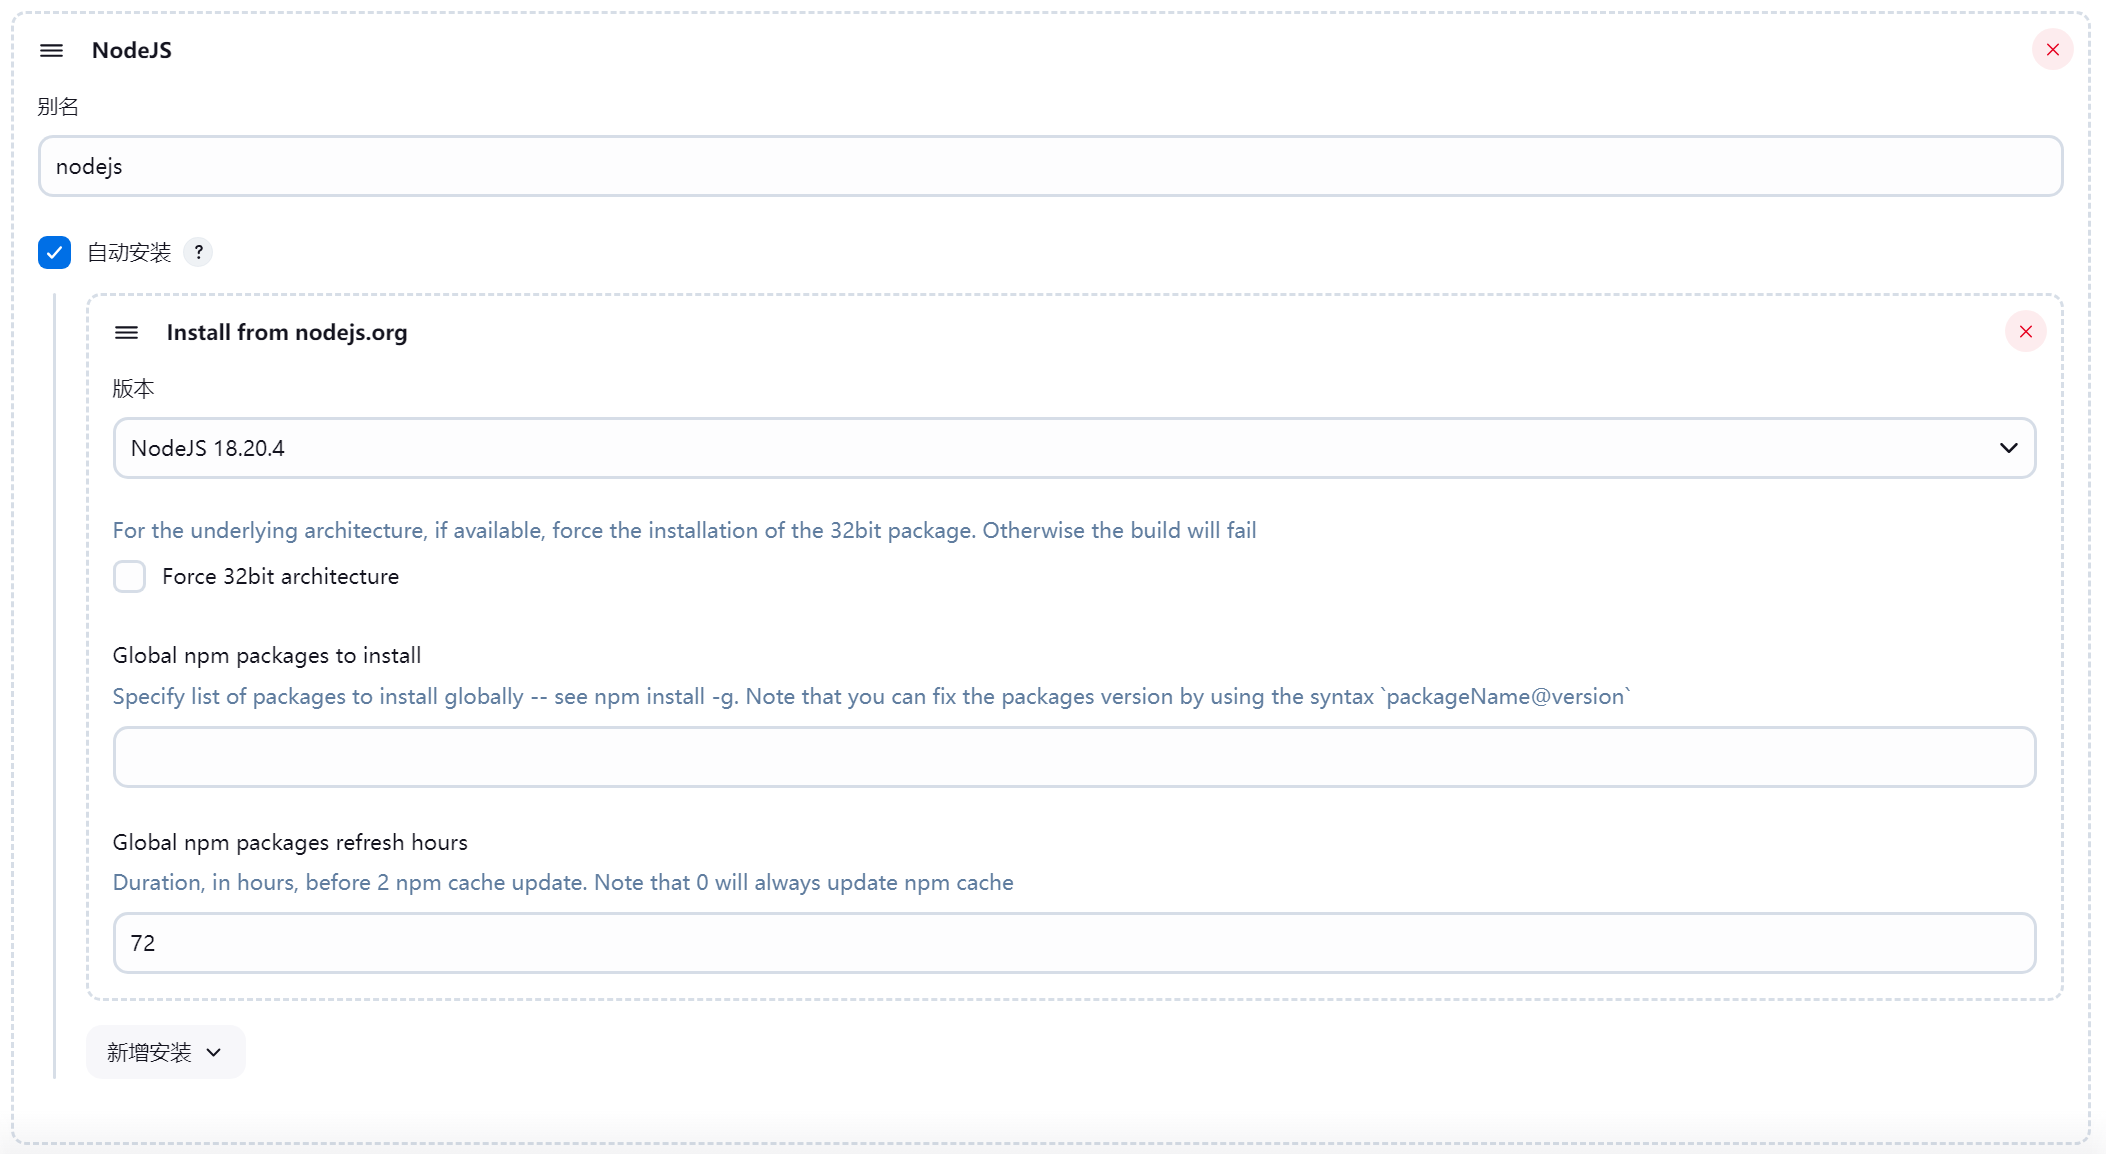 NodeJS
别名
nodejs
自动安装 ?
Install from nodejs.org
版本
NodeJS 18.20.4
For the underlying architecture, if available, force the installation of the 32bit package. Otherwise the build will fail
Force 32bit architecture
Global npm packages to install
Specify list of packages to install globally -- see npm install -g. Note that you can fix the packages version by using the syntax `packageName@version`
Global npm packages refresh hours
Duration, in hours, before 2 npm cache update. Note that 0 will always update npm cache
72
新增安装